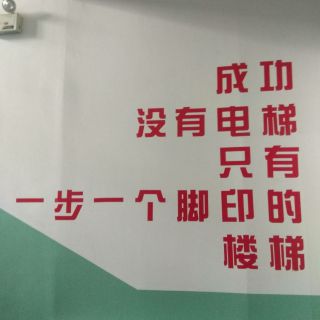 成功
没有电梯
只有
一步一个脚印的
楼梯